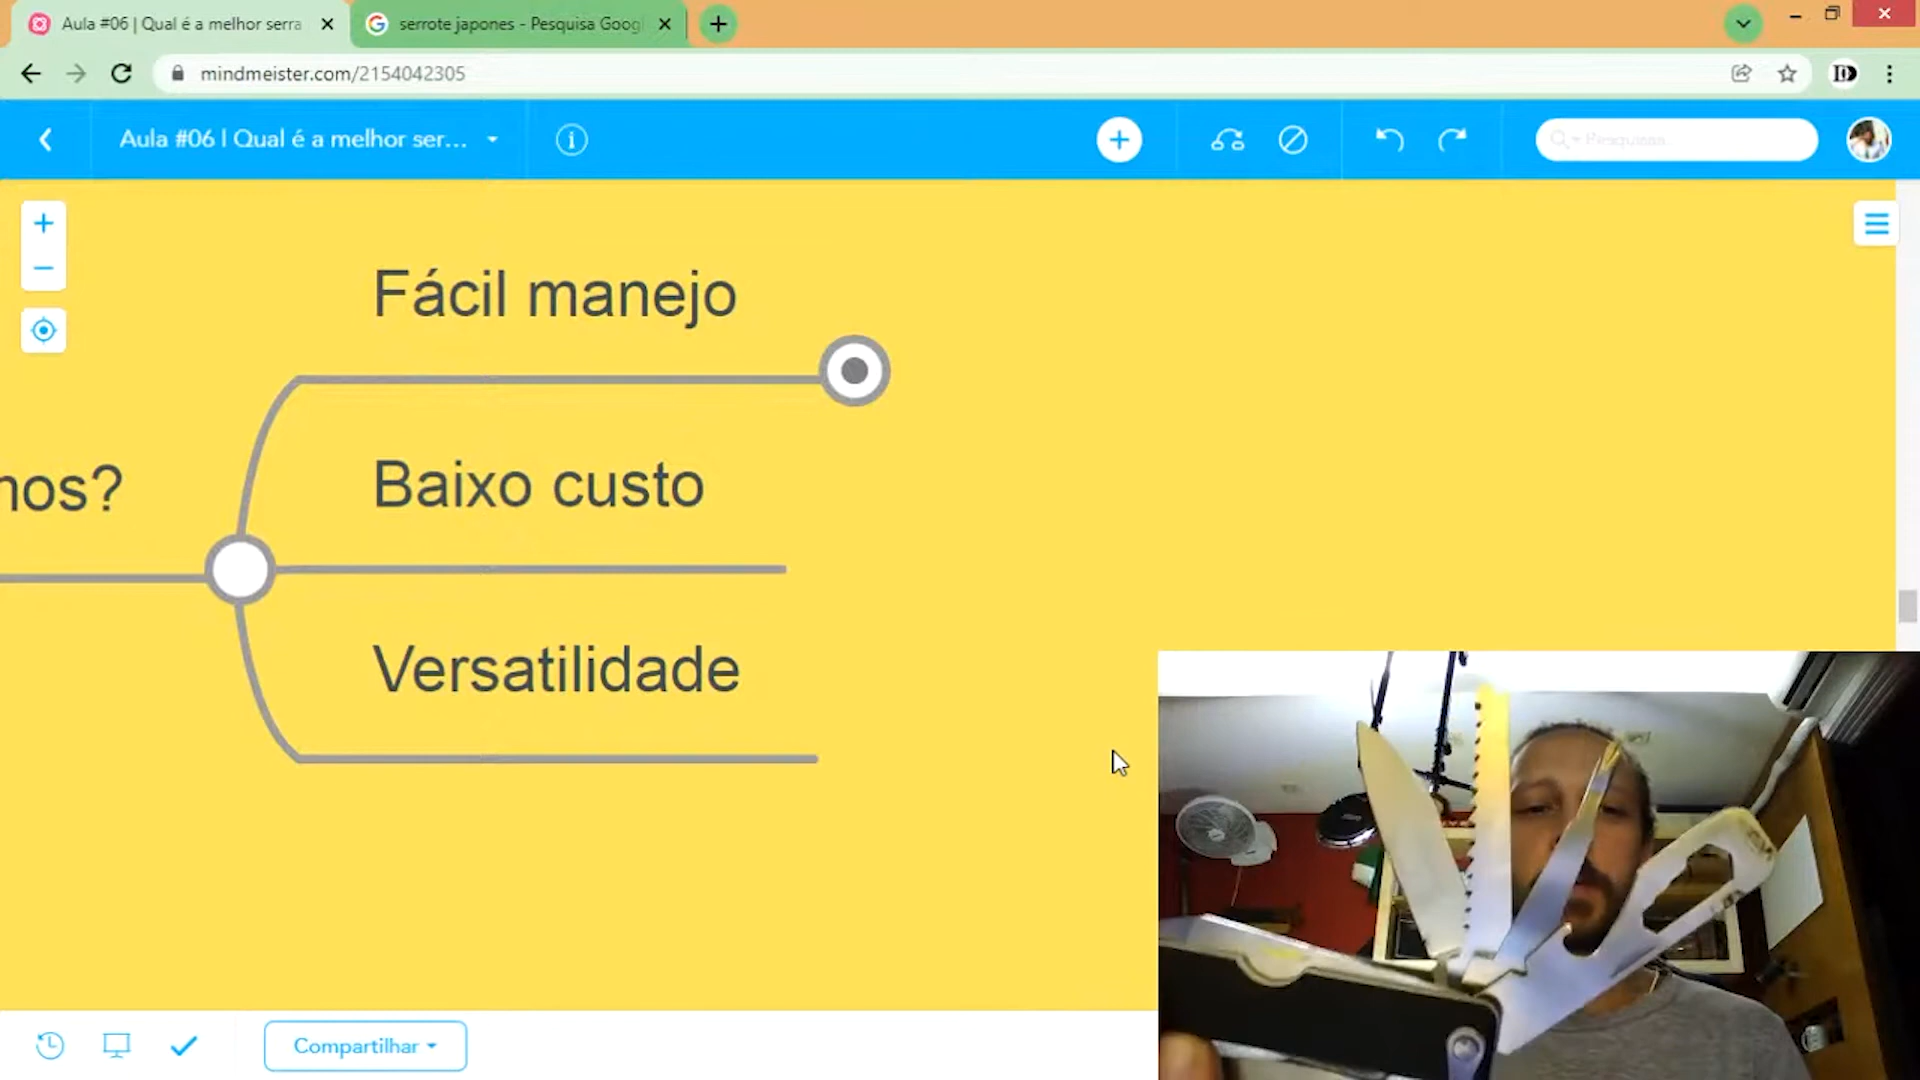 Aula #06 | Qual é a melhor serra
serrote japones - Pesquisa Goog
mindmeister.com/2154042305
Aula #06 | Qual é a melhor ser...
Pesquisa...
Fácil manejo
Baixo custo
nos?
Versatilidade
Compartilhar